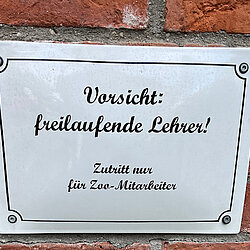 Vorsicht:
freilaufende Lehrer!
Zutritt nur
für Zoo-Mitarbeiter